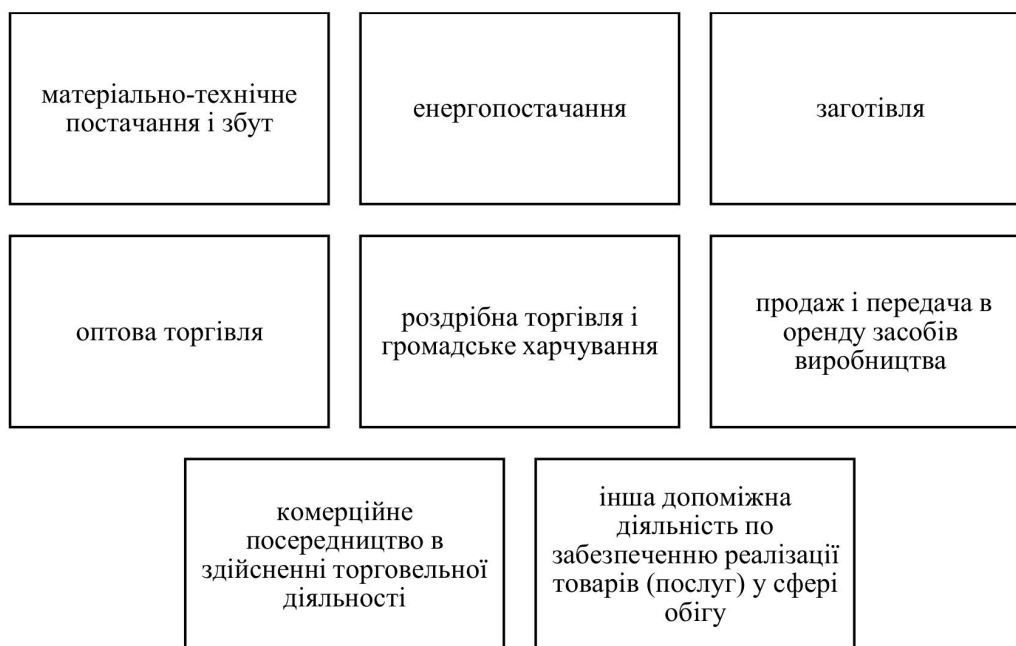 матеріально-технічне
постачання і збут
енергопостачання
заготівля
оптова торгівля
роздрібна торгівля і
громадське харчування
продаж і передача в
оренду засобів
виробництва
комерційне
посередництво в
здійсненні торговельної
діяльності
інша допоміжна
діяльність по
забезпеченню реалізації
товарів (послуг) у сфері
обігу